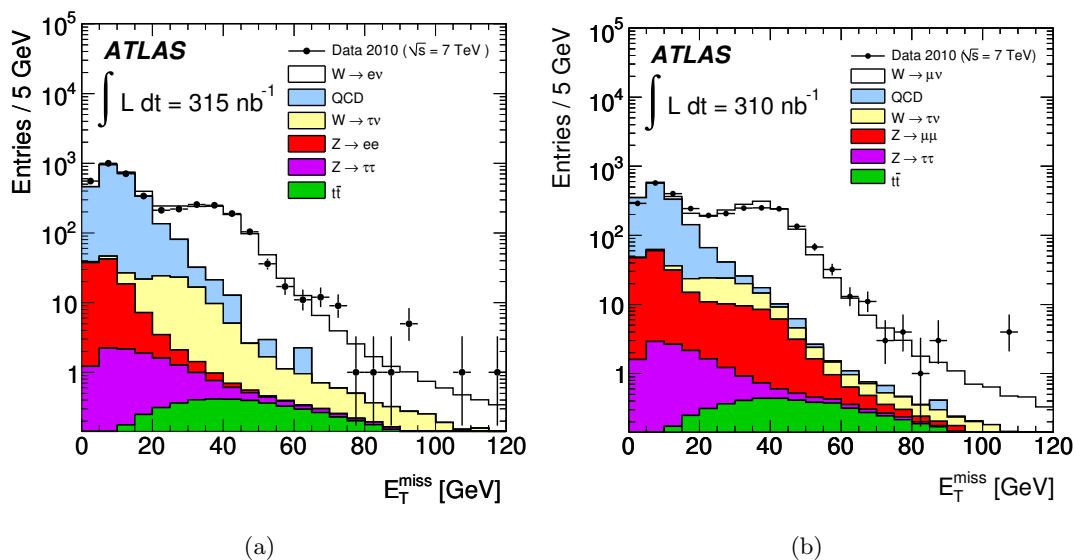 ATLAS
∫ L dt = 315 nb⁻¹
Data 2010 (√s = 7 TeV)
W → eν
QCD
W → τν
Z → ee
Z → ττ
tt̄
Entries / 5 GeV
10⁵
10⁴
10³
10²
10
1
0 20 40 60 80 100 120
E_T^miss [GeV]
(a)
ATLAS
∫ L dt = 310 nb⁻¹
Data 2010 (√s = 7 TeV)
W → μν
QCD
W → τν
Z → μμ
Z → ττ
tt̄
Entries / 5 GeV
10⁵
10⁴
10³
10²
10
1
0 20 40 60 80 100 120
E_T^miss [GeV]
(b)